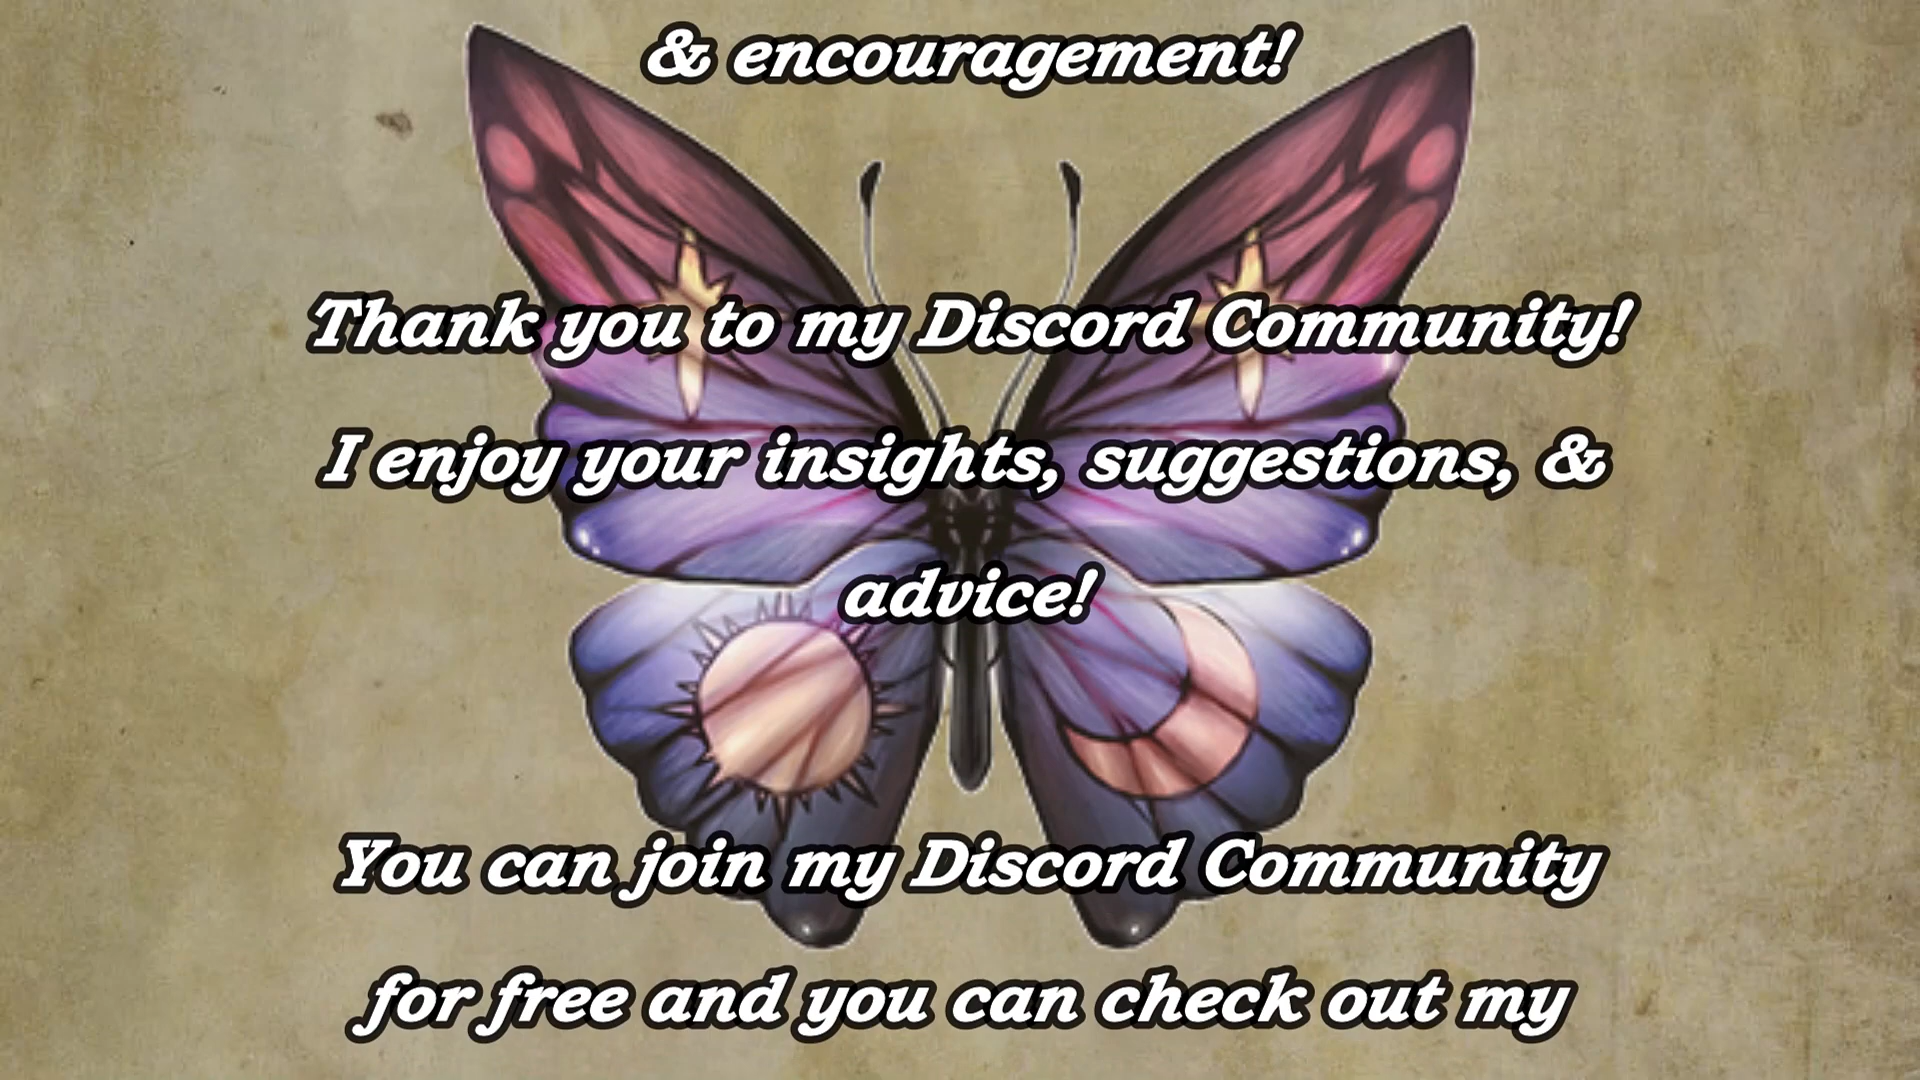 & encouragement!
Thank you to my Discord Community!
I enjoy your insights, suggestions, &
advice!
You can join my Discord Community
for free and you can check out my